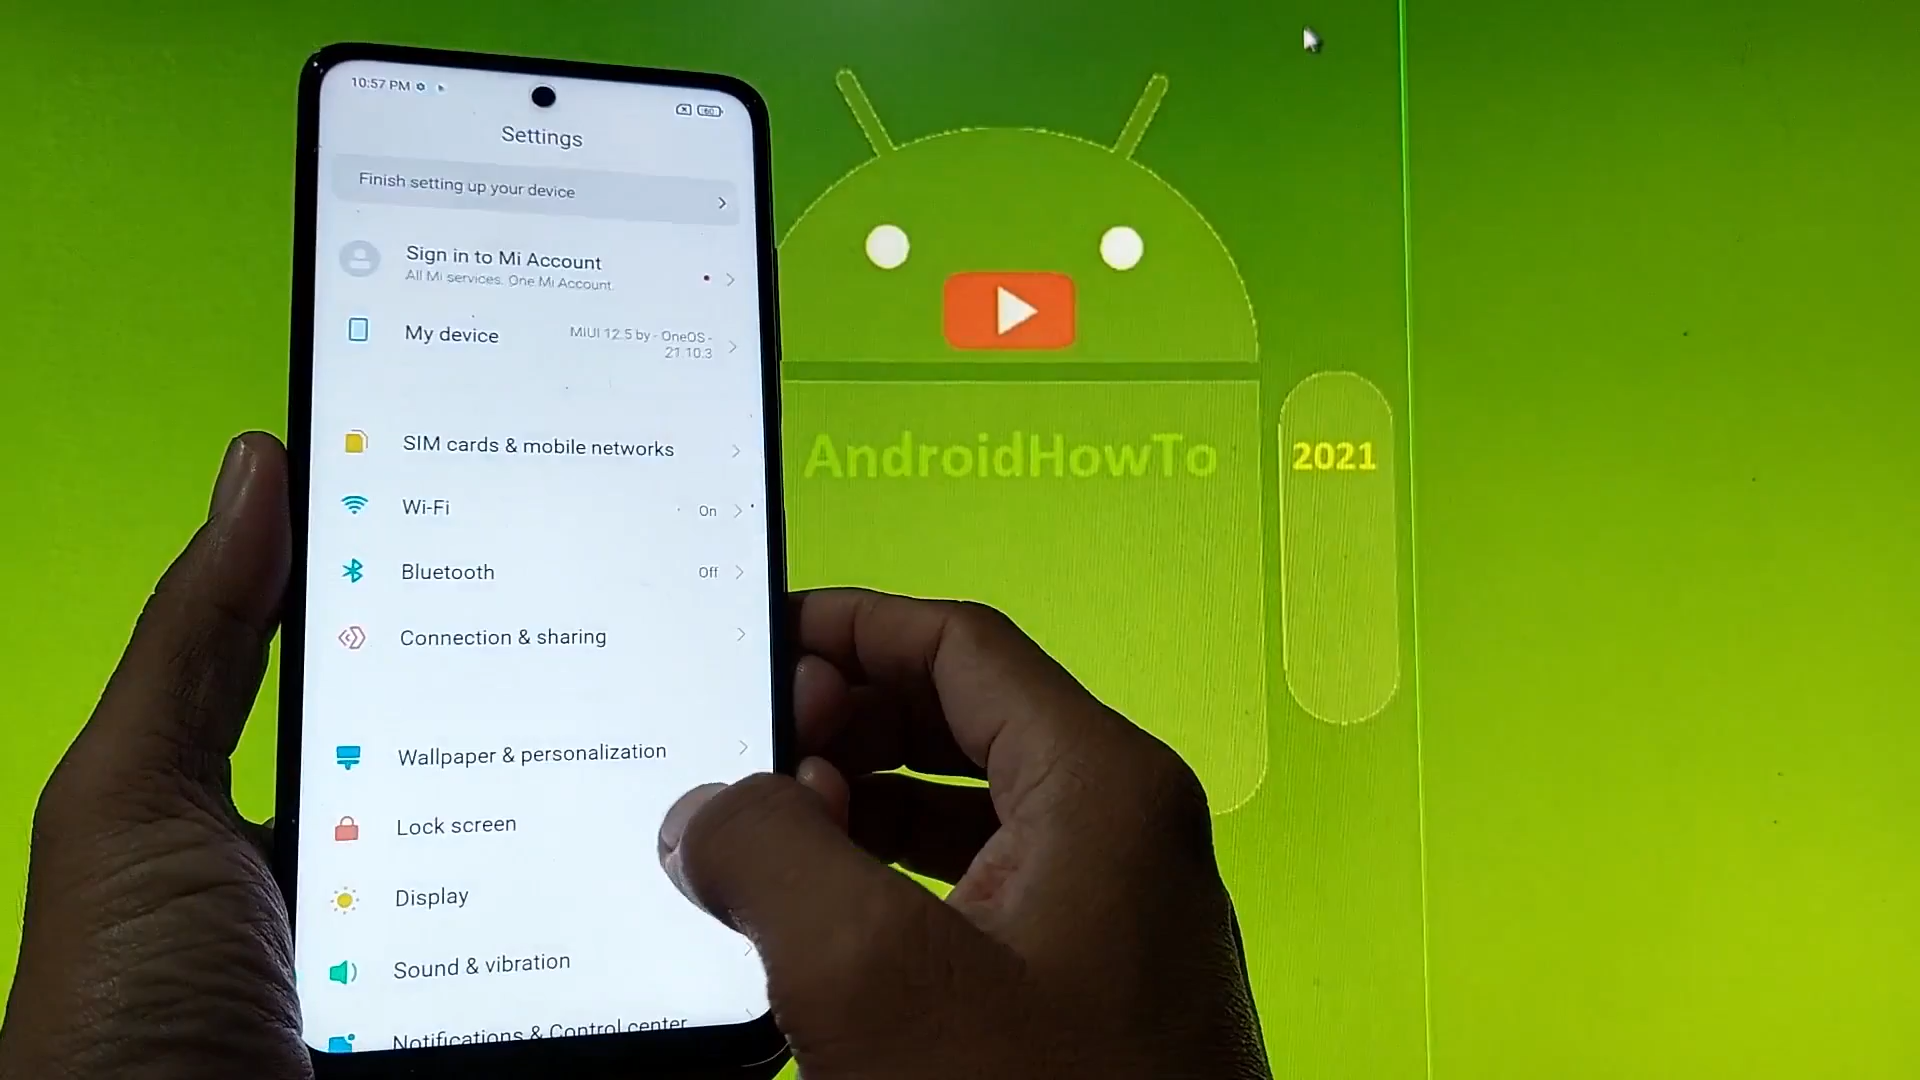 10:57 PM
60
Settings
Finish setting up your device
Sign in to Mi Account
All Mi services. One Mi Account.
My device
MIUI 12.5 by - OneOS -
21.10.3
SIM cards & mobile networks
Wi-Fi
On
Bluetooth
Off
Connection & sharing
Wallpaper & personalization
Lock screen
Display
Sound & vibration
Notifications & Control center
AndroidHowTo
2021